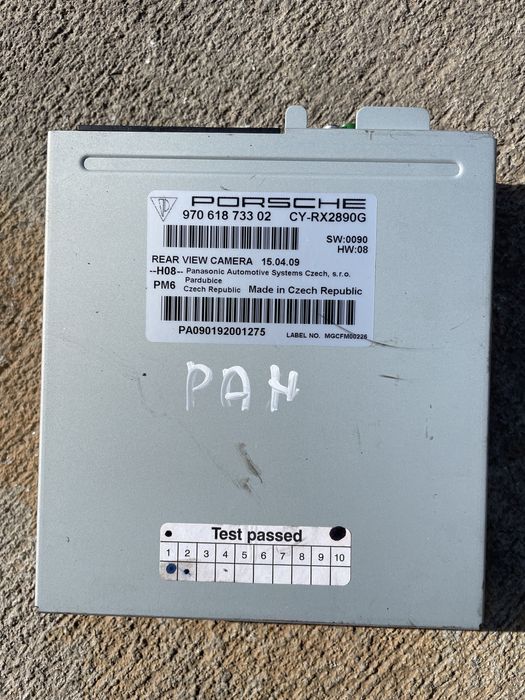 PORSCHE
970 618 733 02 CY-RX2890G
SW:0090
HW:08
REAR VIEW CAMERA 15.04.09
--H08-- Panasonic Automotive Systems Czech, s.r.o.
Pardubice
PM6 Czech Republic Made in Czech Republic
PA090192001275 LABEL NO. MGCFM00226
PAH
Test passed
1 2 3 4 5 6 7 8 9 10